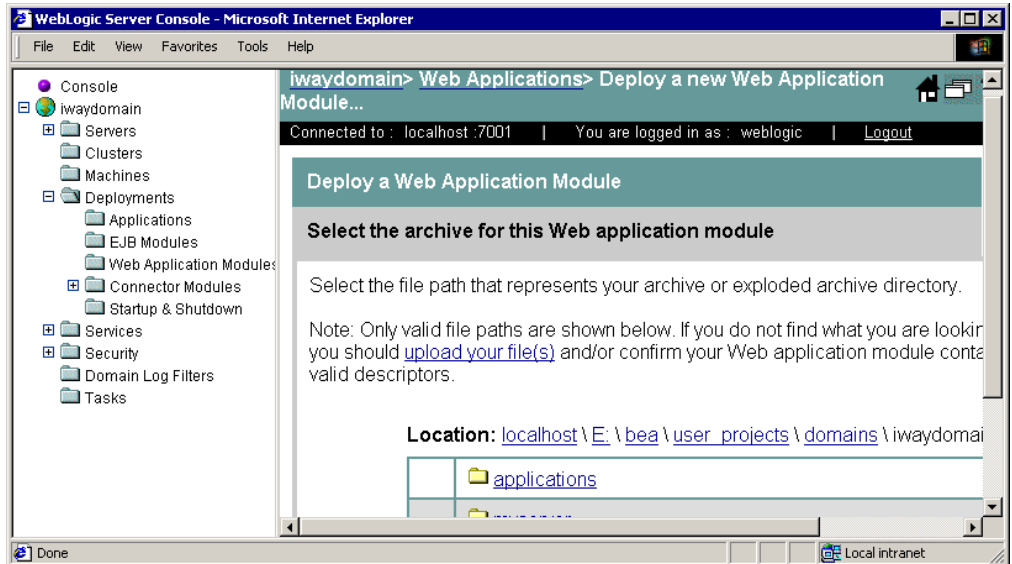 WebLogic Server Console - Microsoft Internet Explorer
File Edit View Favorites Tools Help
Console
iwaydomain
Servers
Clusters
Machines
Deployments
Applications
EJB Modules
Web Application Modules
Connector Modules
Startup & Shutdown
Services
Security
Domain Log Filters
Tasks
iwaydomain> Web Applications> Deploy a new Web Application
Module...
Connected to : localhost :7001 | You are logged in as : weblogic | Logout
Deploy a Web Application Module
Select the archive for this Web application module
Select the file path that represents your archive or exploded archive directory.
Note: Only valid file paths are shown below. If you do not find what you are lookin
you should upload your file(s) and/or confirm your Web application module conta
valid descriptors.
Location: localhost \ E: \ bea \ user_projects \ domains \ iwaydomai
applications
Done
Local intranet